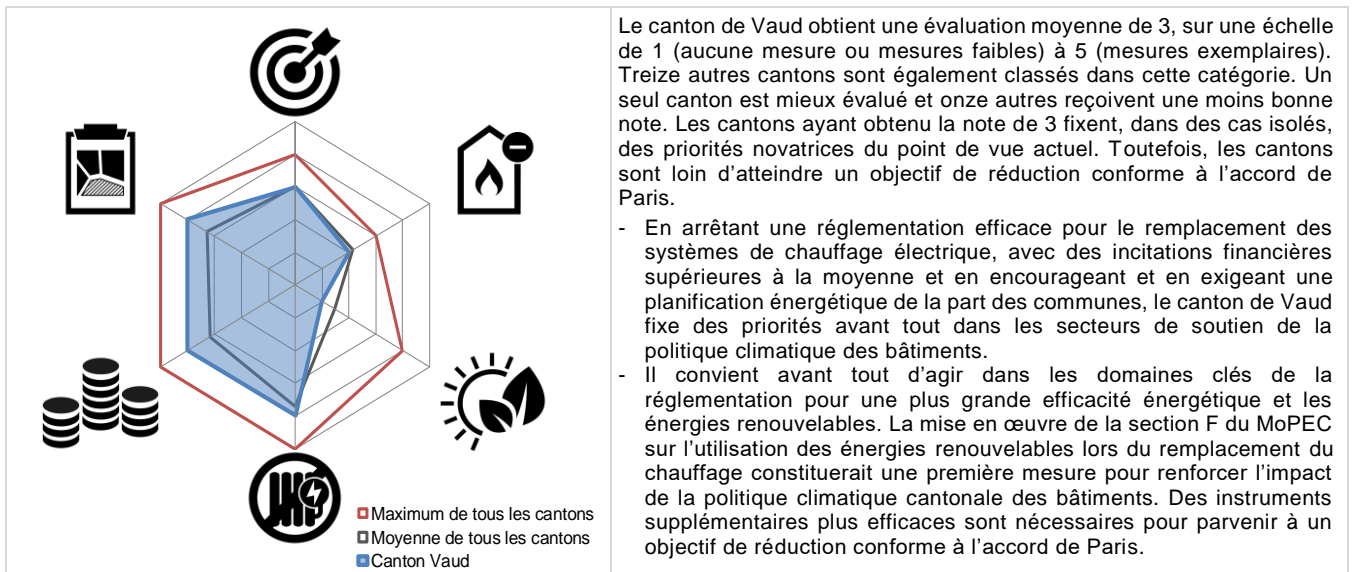 Maximum de tous les cantons
Moyenne de tous les cantons
Canton Vaud
Le canton de Vaud obtient une évaluation moyenne de 3, sur une échelle
de 1 (aucune mesure ou mesures faibles) à 5 (mesures exemplaires).
Treize autres cantons sont également classés dans cette catégorie. Un
seul canton est mieux évalué et onze autres reçoivent une moins bonne
note. Les cantons ayant obtenu la note de 3 fixent, dans des cas isolés,
des priorités novatrices du point de vue actuel. Toutefois, les cantons
sont loin d'atteindre un objectif de réduction conforme à l'accord de
Paris.
- En arrêtant une réglementation efficace pour le remplacement des
systèmes de chauffage électrique, avec des incitations financières
supérieures à la moyenne et en encourageant et en exigeant une
planification énergétique de la part des communes, le canton de Vaud
fixe des priorités avant tout dans les secteurs de soutien de la
politique climatique des bâtiments.
- Il convient avant tout d'agir dans les domaines clés de la
réglementation pour une plus grande efficacité énergétique et les
énergies renouvelables. La mise en œuvre de la section F du MoPEC
sur l'utilisation des énergies renouvelables lors du remplacement du
chauffage constituerait une première mesure pour renforcer l'impact
de la politique climatique cantonale des bâtiments. Des instruments
supplémentaires plus efficaces sont nécessaires pour parvenir à un
objectif de réduction conforme à l'accord de Paris.